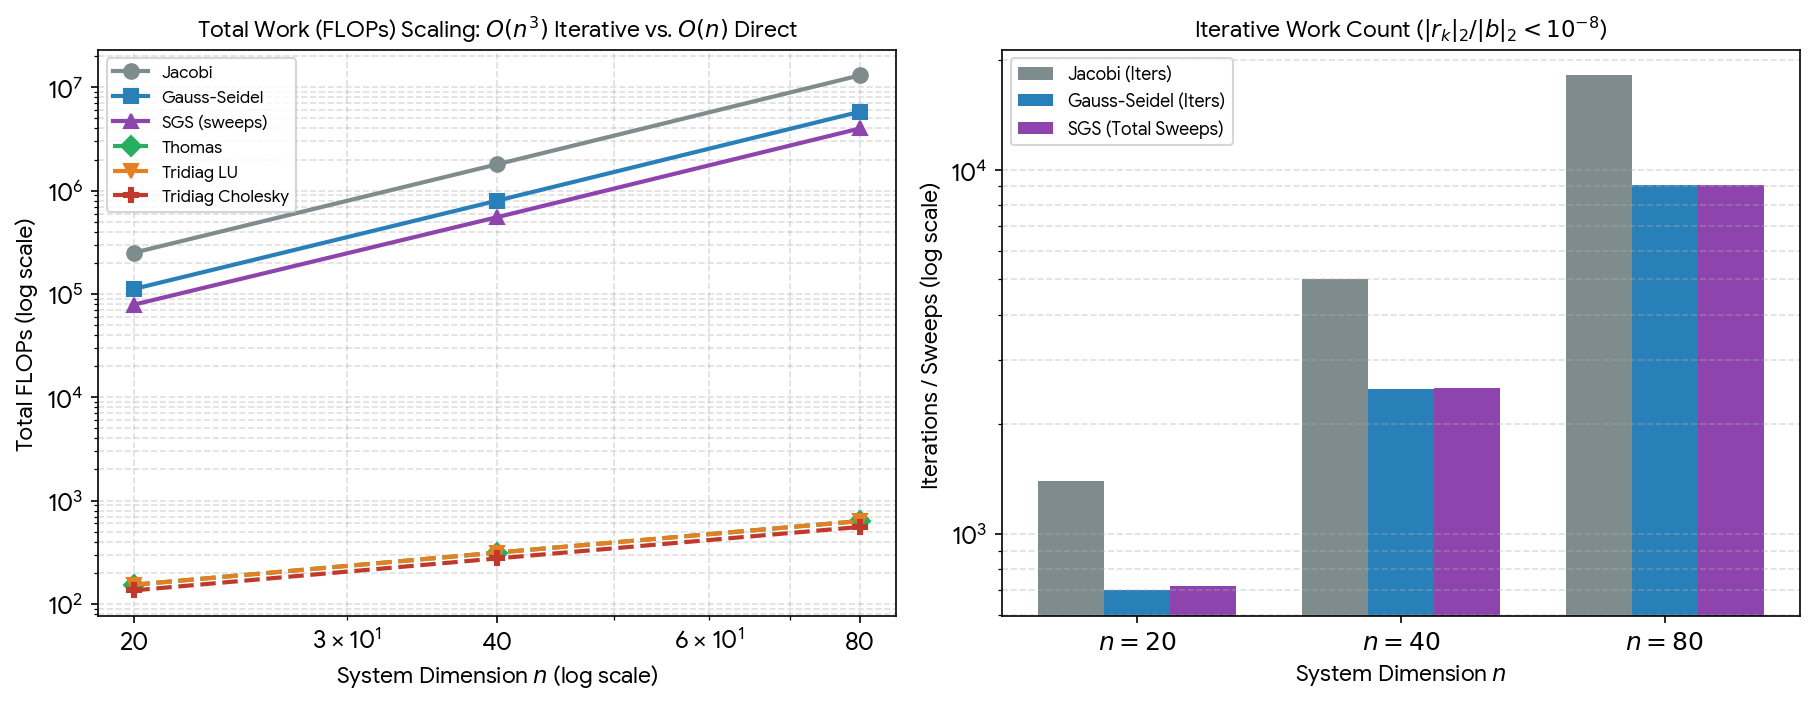 Total Work (FLOPs) Scaling: $O(n^3)$ Iterative vs. $O(n)$ Direct
Total FLOPs (log scale)
10⁷
10⁶
10⁵
10⁴
10³
10²
Jacobi
Gauss-Seidel
SGS (sweeps)
Thomas
Tridiag LU
Tridiag Cholesky
20
3 × 10¹
40
6 × 10¹
80
System Dimension n (log scale)
Iterative Work Count ($|r_k|_2/|b|_2 < 10^{-8}$)
Iterations / Sweeps (log scale)
10⁴
10³
Jacobi (Iters)
Gauss-Seidel (Iters)
SGS (Total Sweeps)
n = 20
n = 40
n = 80
System Dimension n